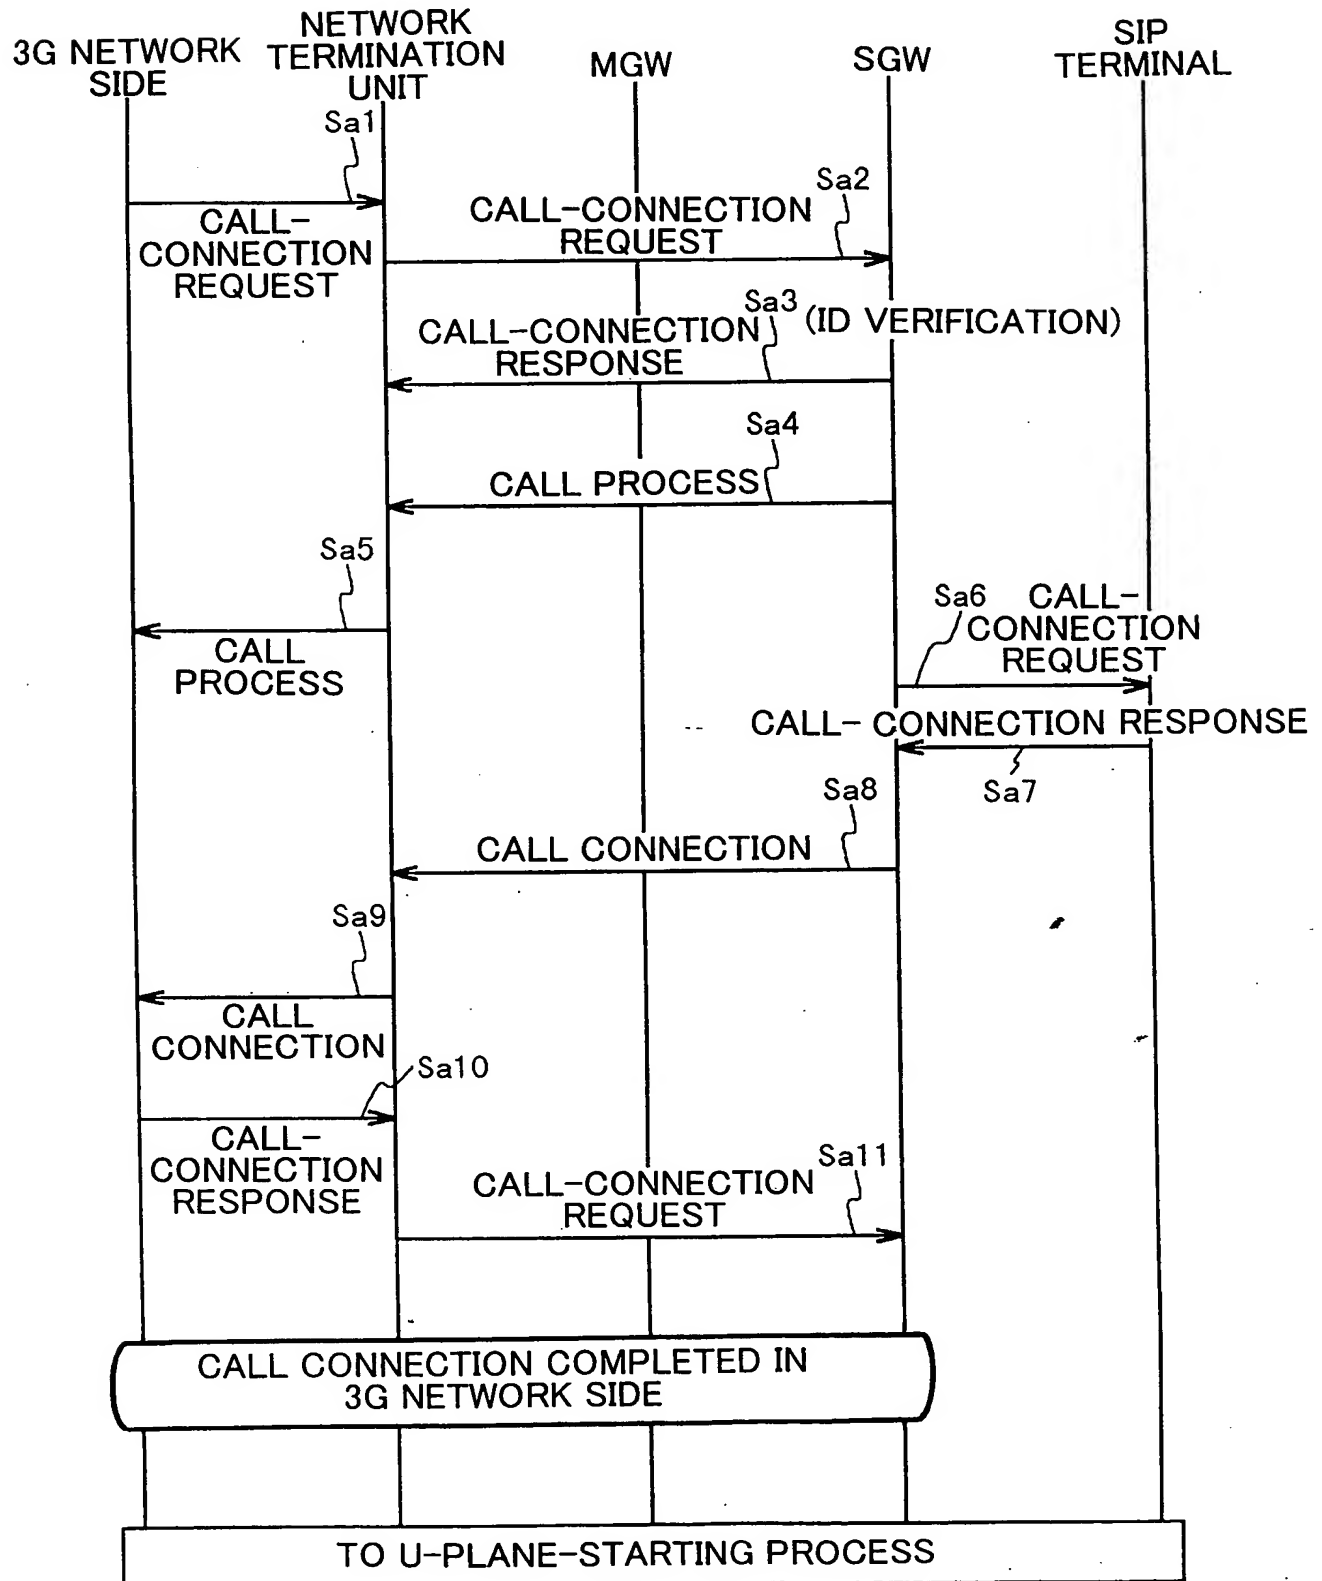 3G NETWORK
SIDE
NETWORK
TERMINATION
UNIT
MGW
SGW
SIP
TERMINAL
Sa1
CALL-
CONNECTION
REQUEST
Sa2
CALL-CONNECTION
REQUEST
Sa3
(ID VERIFICATION)
CALL-CONNECTION
RESPONSE
Sa4
CALL PROCESS
Sa5
CALL
PROCESS
Sa6
CALL-
CONNECTION
REQUEST
CALL- CONNECTION RESPONSE
Sa7
Sa8
CALL CONNECTION
Sa9
CALL
CONNECTION
Sa10
CALL-
CONNECTION
RESPONSE
Sa11
CALL-CONNECTION
REQUEST
CALL CONNECTION COMPLETED IN
3G NETWORK SIDE
TO U-PLANE-STARTING PROCESS